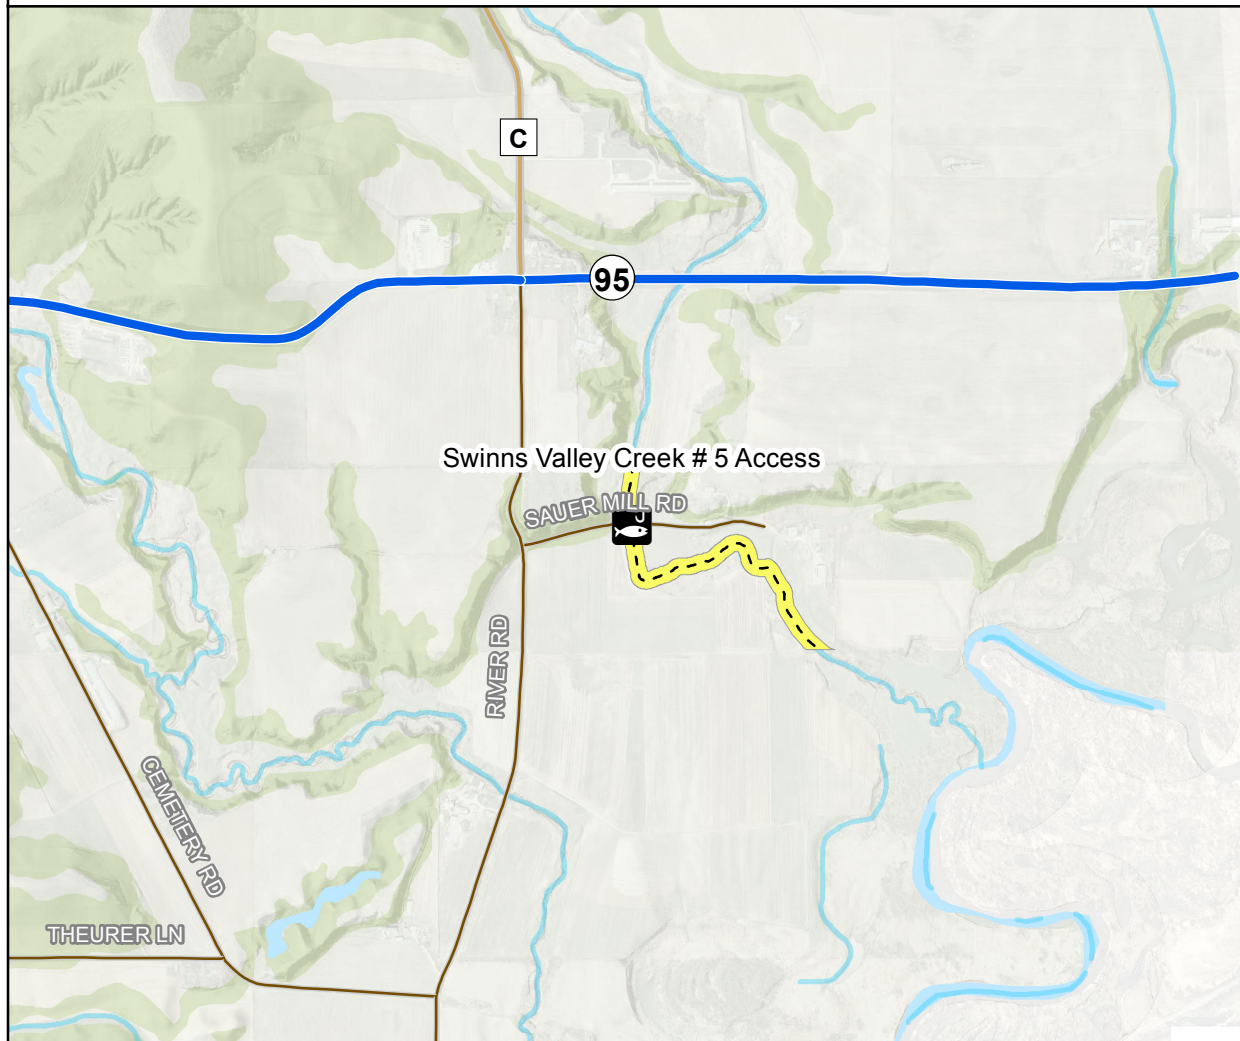 C
95
Swinns Valley Creek # 5 Access
SAUER MILL RD
RIVER RD
CEMETERY RD
THEURER LN